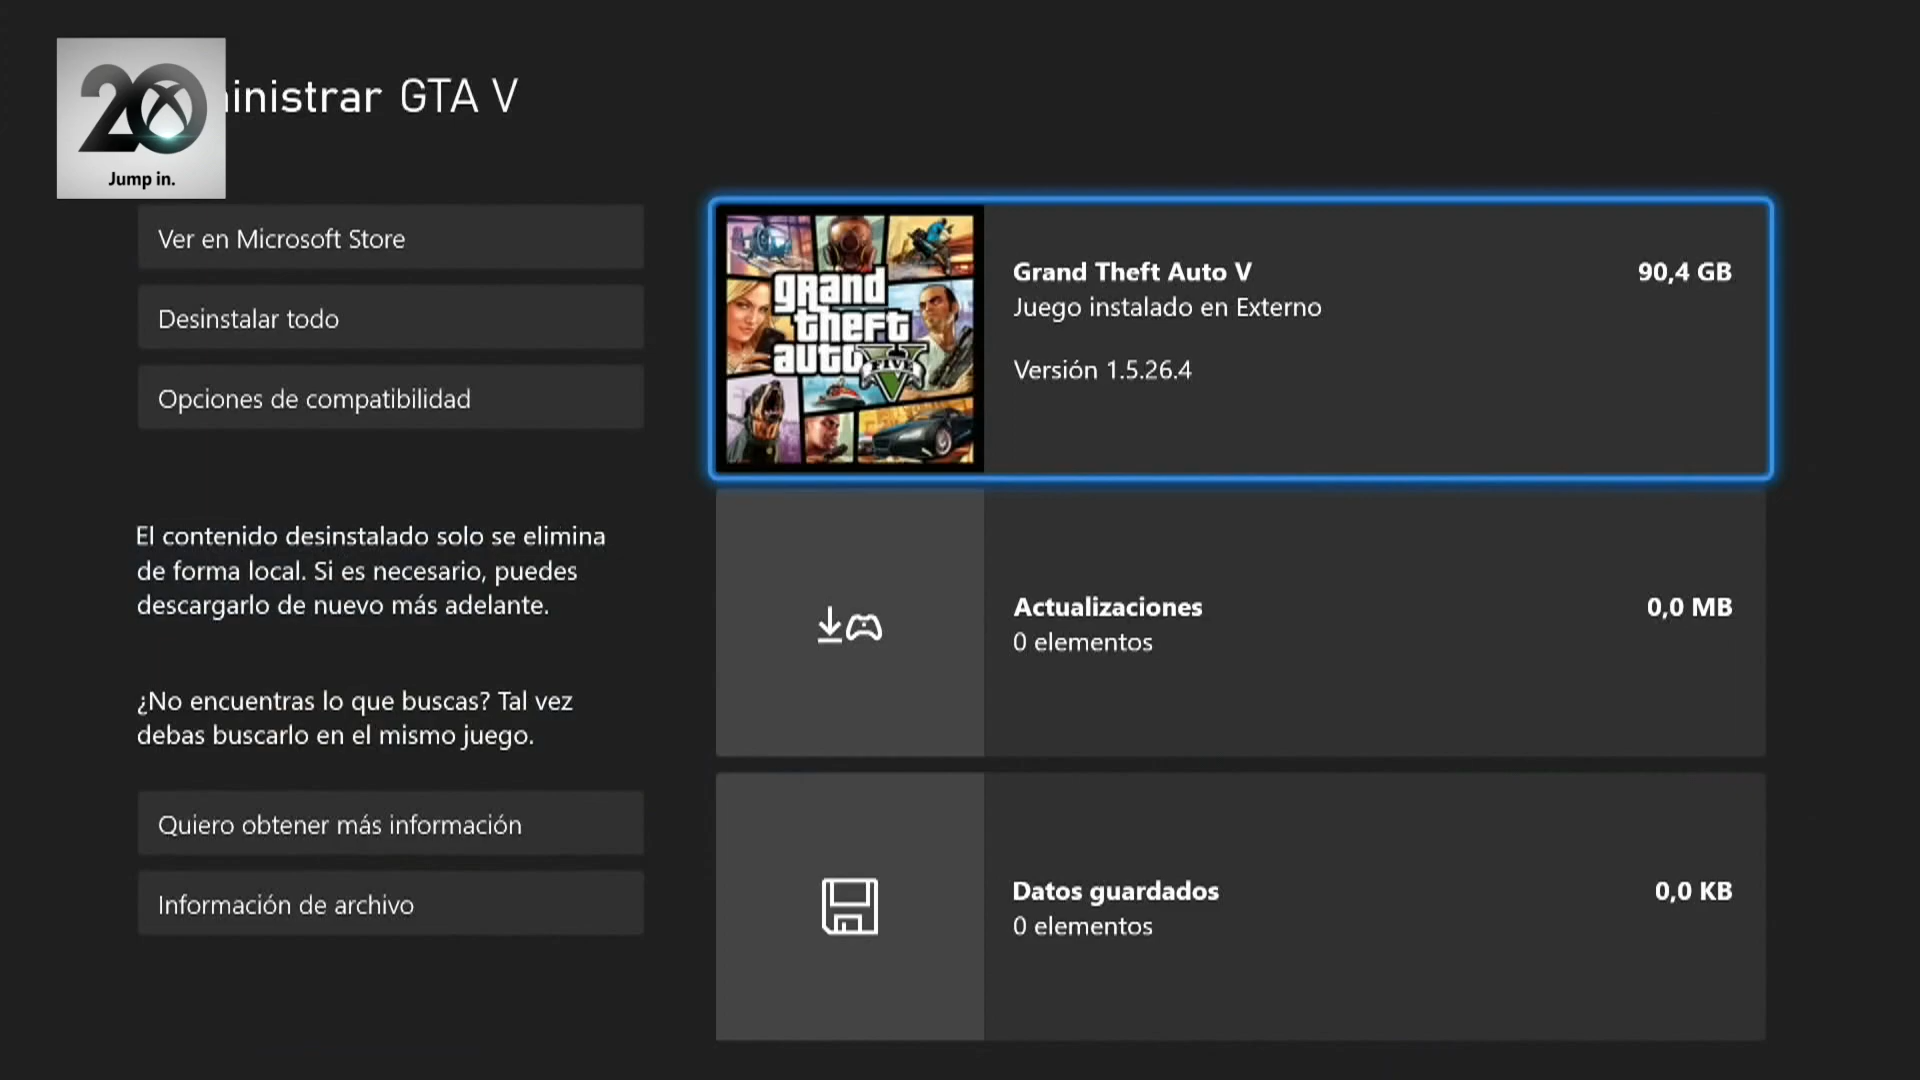 20
Jump in.
inistrar GTA V
Ver en Microsoft Store
Desinstalar todo
Opciones de compatibilidad
El contenido desinstalado solo se elimina
de forma local. Si es necesario, puedes
descargarlo de nuevo más adelante.
¿No encuentras lo que buscas? Tal vez
debas buscarlo en el mismo juego.
Quiero obtener más información
Información de archivo
grand
theft
auto
FIVE
Grand Theft Auto V
90,4 GB
Juego instalado en Externo
Versión 1.5.26.4
Actualizaciones
0,0 MB
0 elementos
Datos guardados
0,0 KB
0 elementos